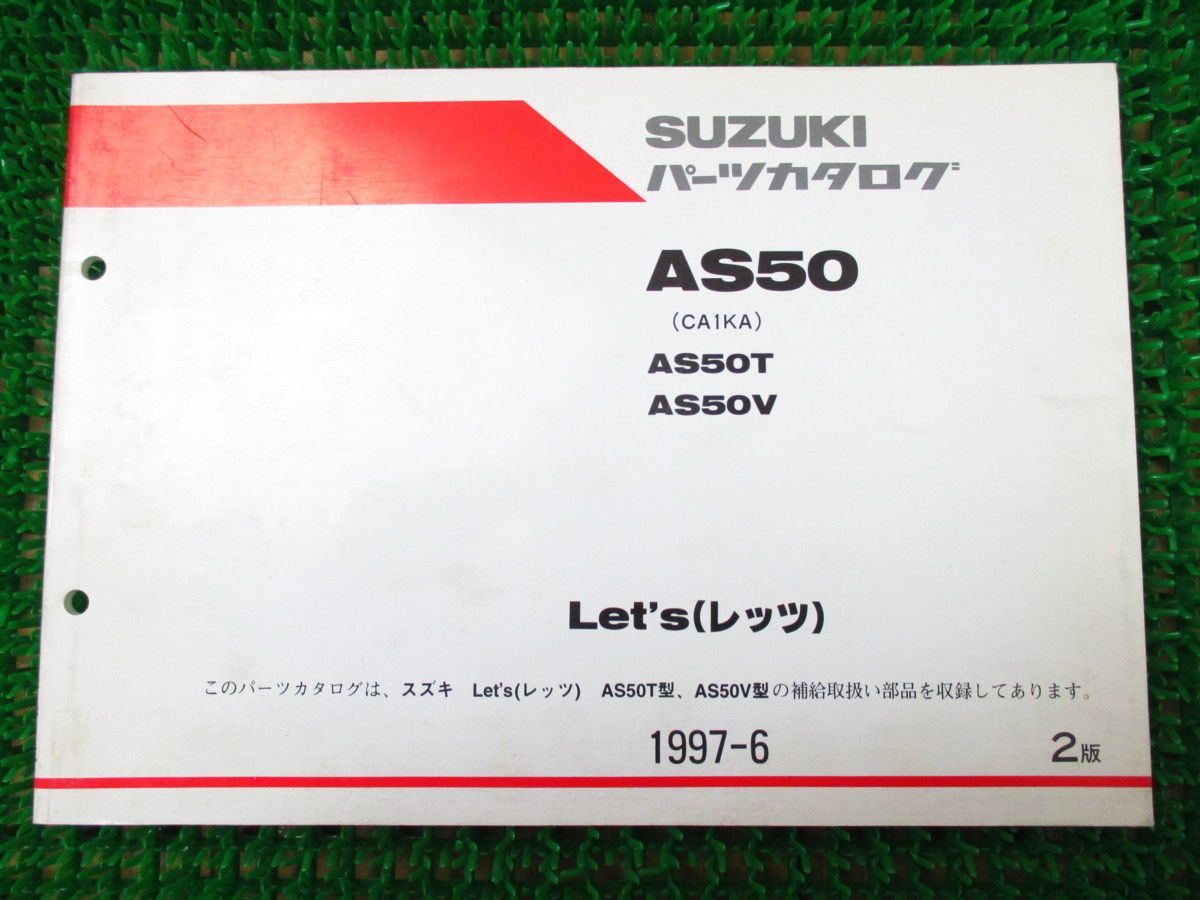 SUZUKI
パーツカタログ
AS50
(CA1KA)
AS50T
AS50V
Let's(レッツ)
このパーツカタログは、スズキ Let's(レッツ) AS50T型、AS50V型の補給取扱い部品を収録してあります。
1997-6 2版